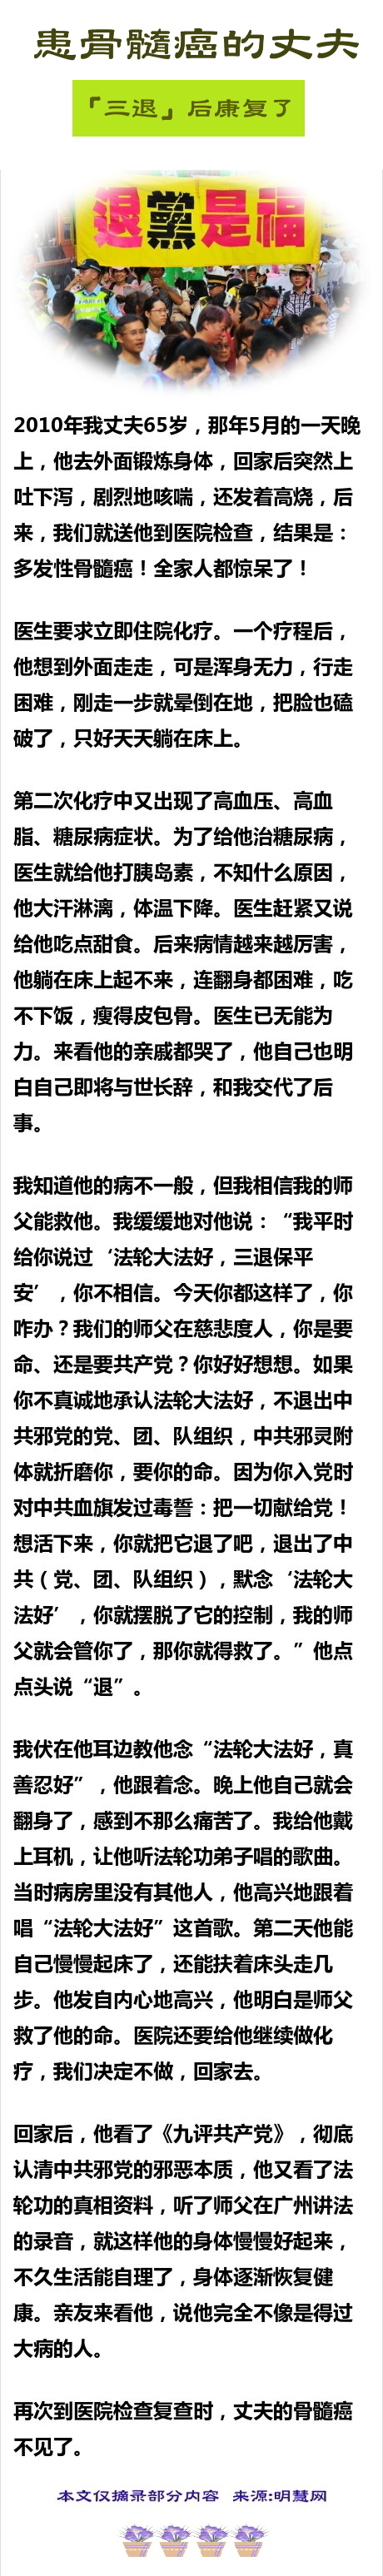 患骨髓癌的丈夫
「三退」后康复了
退黨是福
2010年我丈夫65岁，那年5月的一天晚
上，他去外面锻炼身体，回家后突然上
吐下泻，剧烈地咳喘，还发着高烧，后
来，我们就送他到医院检查，结果是：
多发性骨髓癌！全家人都惊呆了！
医生要求立即住院化疗。一个疗程后，
他想到外面走走，可是浑身无力，行走
困难，刚走一步就晕倒在地，把脸也磕
破了，只好天天躺在床上。
第二次化疗中又出现了高血压、高血
脂、糖尿病症状。为了给他治糖尿病，
医生就给他打胰岛素，不知什么原因，
他大汗淋漓，体温下降。医生赶紧又说
给他吃点甜食。后来病情越来越厉害，
他躺在床上起不来，连翻身都困难，吃
不下饭，瘦得皮包骨。医生已无能为
力。来看他的亲戚都哭了，他自己也明
白自己即将与世长辞，和我交代了后
事。
我知道他的病不一般，但我相信我的师
父能救他。我缓缓地对他说：“我平时
给你说过‘法轮大法好，三退保平
安’，你不相信。今天你都这样了，你
咋办？我们的师父在慈悲度人，你是要
命、还是要共产党？你好好想想。如果
你不真诚地承认法轮大法好，不退出中
共邪党的党、团、队组织，中共邪灵附
体就折磨你，要你的命。因为你入党时
对中共血旗发过毒誓：把一切献给党！
想活下来，你就把它退了吧，退出了中
共（党、团、队组织），默念‘法轮大
法好’，你就摆脱了它的控制，我的师
父就会管你了，那你就得救了。”他点
点头说“退”。
我伏在他耳边教他念“法轮大法好，真
善忍好”，他跟着念。晚上他自己就会
翻身了，感到不那么痛苦了。我给他戴
上耳机，让他听法轮功弟子唱的歌曲。
当时病房里没有其他人，他高兴地跟着
唱“法轮大法好”这首歌。第二天他能
自己慢慢起床了，还能扶着床头走几
步。他发自内心地高兴，他明白是师父
救了他的命。医院还要给他继续做化
疗，我们决定不做，回家去。
回家后，他看了《九评共产党》，彻底
认清中共邪党的邪恶本质，他又看了法
轮功的真相资料，听了师父在广州讲法
的录音，就这样他的身体慢慢好起来，
不久生活能自理了，身体逐渐恢复健
康。亲友来看他，说他完全不像是得过
大病的人。
再次到医院检查复查时，丈夫的骨髓癌
不见了。
本文仅摘录部分内容 来源:明慧网